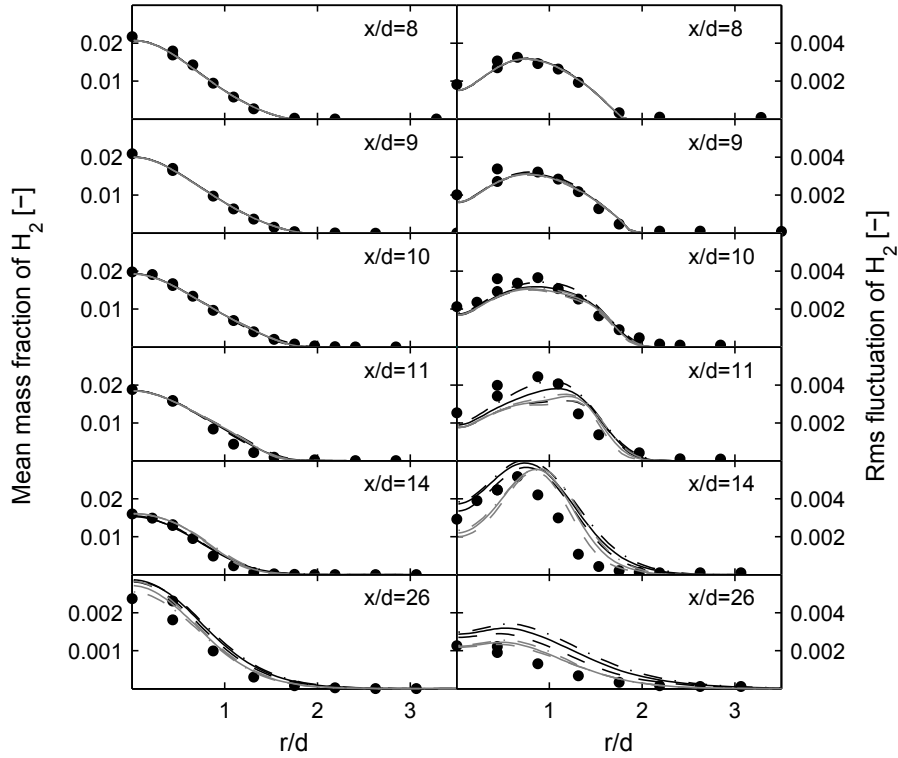 x/d=8
x/d=8
0.02
0.01
0.004
0.002
x/d=9
x/d=9
0.02
0.01
0.004
0.002
x/d=10
x/d=10
0.02
0.01
0.004
0.002
x/d=11
x/d=11
0.02
0.01
0.004
0.002
x/d=14
x/d=14
0.02
0.01
0.004
0.002
x/d=26
x/d=26
0.002
0.001
0.004
0.002
1 2 3
1 2 3
r/d
r/d
Mean mass fraction of H₂ [−]
Rms fluctuation of H₂ [−]